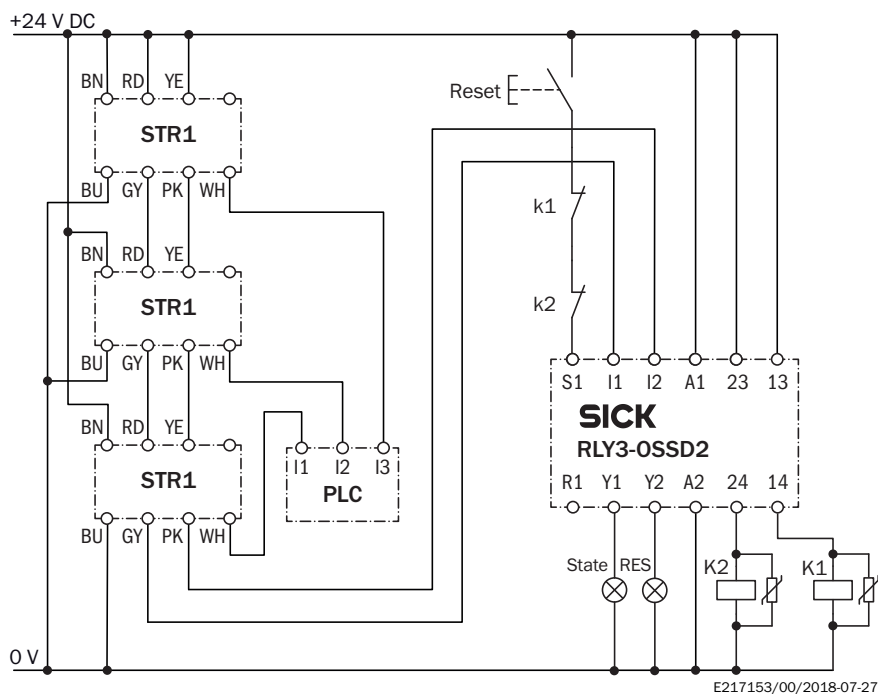 +24 V DC
BN RD YE
STR1
BU GY PK WH
BN RD YE
STR1
BU GY PK WH
BN RD YE
STR1
BU GY PK WH
I1 I2 I3
PLC
Reset
k1
k2
S1 I1 I2 A1 23 13
SICK
RLY3-OSSD2
R1 Y1 Y2 A2 24 14
State RES K2 K1
0 V
E217153/00/2018-07-27